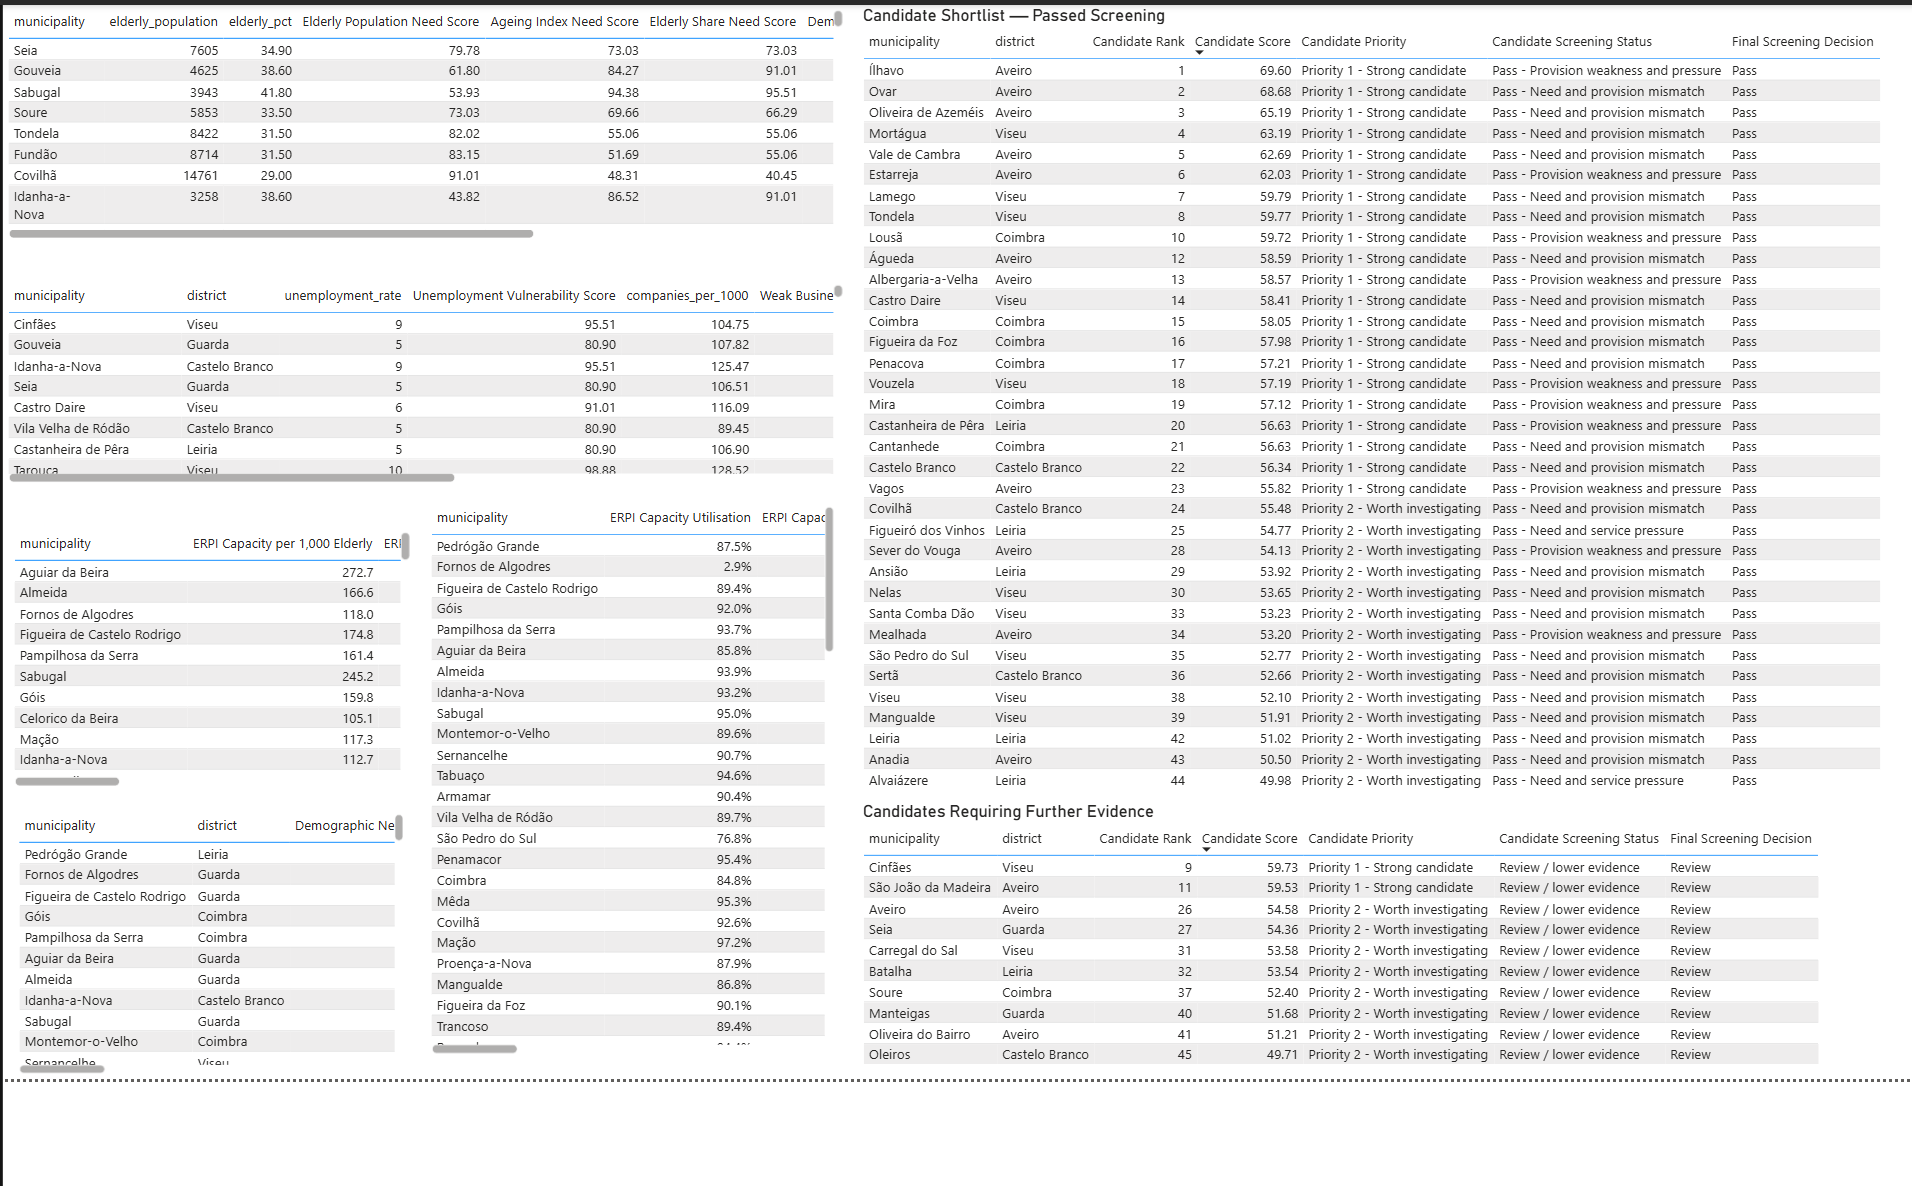 municipality elderly_population elderly_pct Elderly Population Need Score Ageing Index Need Score Elderly Share Need Score Dem
Seia 7605 34.90 79.78 73.03 73.03
Gouveia 4625 38.60 61.80 84.27 91.01
Sabugal 3943 41.80 53.93 94.38 95.51
Soure 5853 33.50 73.03 69.66 66.29
Tondela 8422 31.50 82.02 55.06 55.06
Fundão 8714 31.50 83.15 51.69 55.06
Covilhã 14761 29.00 91.01 48.31 40.45
Idanha-a- 3258 38.60 43.82 86.52 91.01
Nova
municipality district unemployment_rate Unemployment Vulnerability Score companies_per_1000 Weak Busine
Cinfães Viseu 9 95.51 104.75
Gouveia Guarda 5 80.90 107.82
Idanha-a-Nova Castelo Branco 9 95.51 125.47
Seia Guarda 5 80.90 106.51
Castro Daire Viseu 6 91.01 116.09
Vila Velha de Ródão Castelo Branco 5 80.90 89.45
Castanheira de Pêra Leiria 5 80.90 106.90
Tarouca Viseu 10 98.88 128.52
municipality ERPI Capacity per 1,000 Elderly ERI
Aguiar da Beira 272.7
Almeida 166.6
Fornos de Algodres 118.0
Figueira de Castelo Rodrigo 174.8
Pampilhosa da Serra 161.4
Sabugal 245.2
Góis 159.8
Celorico da Beira 105.1
Mação 117.3
Idanha-a-Nova 112.7
municipality district Demographic Ne
Pedrógão Grande Leiria
Fornos de Algodres Guarda
Figueira de Castelo Rodrigo Guarda
Góis Coimbra
Pampilhosa da Serra Coimbra
Aguiar da Beira Guarda
Almeida Guarda
Idanha-a-Nova Castelo Branco
Sabugal Guarda
Montemor-o-Velho Coimbra
Sernancelhe Viseu
municipality ERPI Capacity Utilisation ERPI Capac
Pedrógão Grande 87.5%
Fornos de Algodres 2.9%
Figueira de Castelo Rodrigo 89.4%
Góis 92.0%
Pampilhosa da Serra 93.7%
Aguiar da Beira 85.8%
Almeida 93.9%
Idanha-a-Nova 93.2%
Sabugal 95.0%
Montemor-o-Velho 89.6%
Sernancelhe 90.7%
Tabuaço 94.6%
Armamar 90.4%
Vila Velha de Ródão 89.7%
São Pedro do Sul 76.8%
Penamacor 95.4%
Coimbra 84.8%
Mêda 95.3%
Covilhã 92.6%
Mação 97.2%
Proença-a-Nova 87.9%
Mangualde 86.8%
Figueira da Foz 90.1%
Trancoso 89.4%
Candidate Shortlist — Passed Screening
municipality district Candidate Rank Candidate Score Candidate Priority Candidate Screening Status Final Screening Decision
Ílhavo Aveiro 1 69.60 Priority 1 - Strong candidate Pass - Provision weakness and pressure Pass
Ovar Aveiro 2 68.68 Priority 1 - Strong candidate Pass - Need and provision mismatch Pass
Oliveira de Azeméis Aveiro 3 65.19 Priority 1 - Strong candidate Pass - Need and provision mismatch Pass
Mortágua Viseu 4 63.19 Priority 1 - Strong candidate Pass - Need and provision mismatch Pass
Vale de Cambra Aveiro 5 62.69 Priority 1 - Strong candidate Pass - Need and provision mismatch Pass
Estarreja Aveiro 6 62.03 Priority 1 - Strong candidate Pass - Provision weakness and pressure Pass
Lamego Viseu 7 59.79 Priority 1 - Strong candidate Pass - Need and provision mismatch Pass
Tondela Viseu 8 59.77 Priority 1 - Strong candidate Pass - Need and provision mismatch Pass
Lousã Coimbra 10 59.72 Priority 1 - Strong candidate Pass - Provision weakness and pressure Pass
Águeda Aveiro 12 58.59 Priority 1 - Strong candidate Pass - Need and provision mismatch Pass
Albergaria-a-Velha Aveiro 13 58.57 Priority 1 - Strong candidate Pass - Provision weakness and pressure Pass
Castro Daire Viseu 14 58.41 Priority 1 - Strong candidate Pass - Need and provision mismatch Pass
Coimbra Coimbra 15 58.05 Priority 1 - Strong candidate Pass - Need and provision mismatch Pass
Figueira da Foz Coimbra 16 57.98 Priority 1 - Strong candidate Pass - Need and provision mismatch Pass
Penacova Coimbra 17 57.21 Priority 1 - Strong candidate Pass - Need and provision mismatch Pass
Vouzela Viseu 18 57.19 Priority 1 - Strong candidate Pass - Provision weakness and pressure Pass
Mira Coimbra 19 57.12 Priority 1 - Strong candidate Pass - Provision weakness and pressure Pass
Castanheira de Pêra Leiria 20 56.63 Priority 1 - Strong candidate Pass - Provision weakness and pressure Pass
Cantanhede Coimbra 21 56.63 Priority 1 - Strong candidate Pass - Need and provision mismatch Pass
Castelo Branco Castelo Branco 22 56.34 Priority 1 - Strong candidate Pass - Need and provision mismatch Pass
Vagos Aveiro 23 55.82 Priority 1 - Strong candidate Pass - Provision weakness and pressure Pass
Covilhã Castelo Branco 24 55.48 Priority 2 - Worth investigating Pass - Need and provision mismatch Pass
Figueiró dos Vinhos Leiria 25 54.77 Priority 2 - Worth investigating Pass - Need and service pressure Pass
Sever do Vouga Aveiro 28 54.13 Priority 2 - Worth investigating Pass - Provision weakness and pressure Pass
Ansião Leiria 29 53.92 Priority 2 - Worth investigating Pass - Need and provision mismatch Pass
Nelas Viseu 30 53.65 Priority 2 - Worth investigating Pass - Need and provision mismatch Pass
Santa Comba Dão Viseu 33 53.23 Priority 2 - Worth investigating Pass - Need and provision mismatch Pass
Mealhada Aveiro 34 53.20 Priority 2 - Worth investigating Pass - Provision weakness and pressure Pass
São Pedro do Sul Viseu 35 52.77 Priority 2 - Worth investigating Pass - Need and provision mismatch Pass
Sertã Castelo Branco 36 52.66 Priority 2 - Worth investigating Pass - Need and provision mismatch Pass
Viseu Viseu 38 52.10 Priority 2 - Worth investigating Pass - Need and provision mismatch Pass
Mangualde Viseu 39 51.91 Priority 2 - Worth investigating Pass - Need and provision mismatch Pass
Leiria Leiria 42 51.02 Priority 2 - Worth investigating Pass - Need and provision mismatch Pass
Anadia Aveiro 43 50.50 Priority 2 - Worth investigating Pass - Need and provision mismatch Pass
Alvaiázere Leiria 44 49.98 Priority 2 - Worth investigating Pass - Need and service pressure Pass
Candidates Requiring Further Evidence
municipality district Candidate Rank Candidate Score Candidate Priority Candidate Screening Status Final Screening Decision
Cinfães Viseu 9 59.73 Priority 1 - Strong candidate Review / lower evidence Review
São João da Madeira Aveiro 11 59.53 Priority 1 - Strong candidate Review / lower evidence Review
Aveiro Aveiro 26 54.58 Priority 2 - Worth investigating Review / lower evidence Review
Seia Guarda 27 54.36 Priority 2 - Worth investigating Review / lower evidence Review
Carregal do Sal Viseu 31 53.58 Priority 2 - Worth investigating Review / lower evidence Review
Batalha Leiria 32 53.54 Priority 2 - Worth investigating Review / lower evidence Review
Soure Coimbra 37 52.40 Priority 2 - Worth investigating Review / lower evidence Review
Manteigas Guarda 40 51.68 Priority 2 - Worth investigating Review / lower evidence Review
Oliveira do Bairro Aveiro 41 51.21 Priority 2 - Worth investigating Review / lower evidence Review
Oleiros Castelo Branco 45 49.71 Priority 2 - Worth investigating Review / lower evidence Review